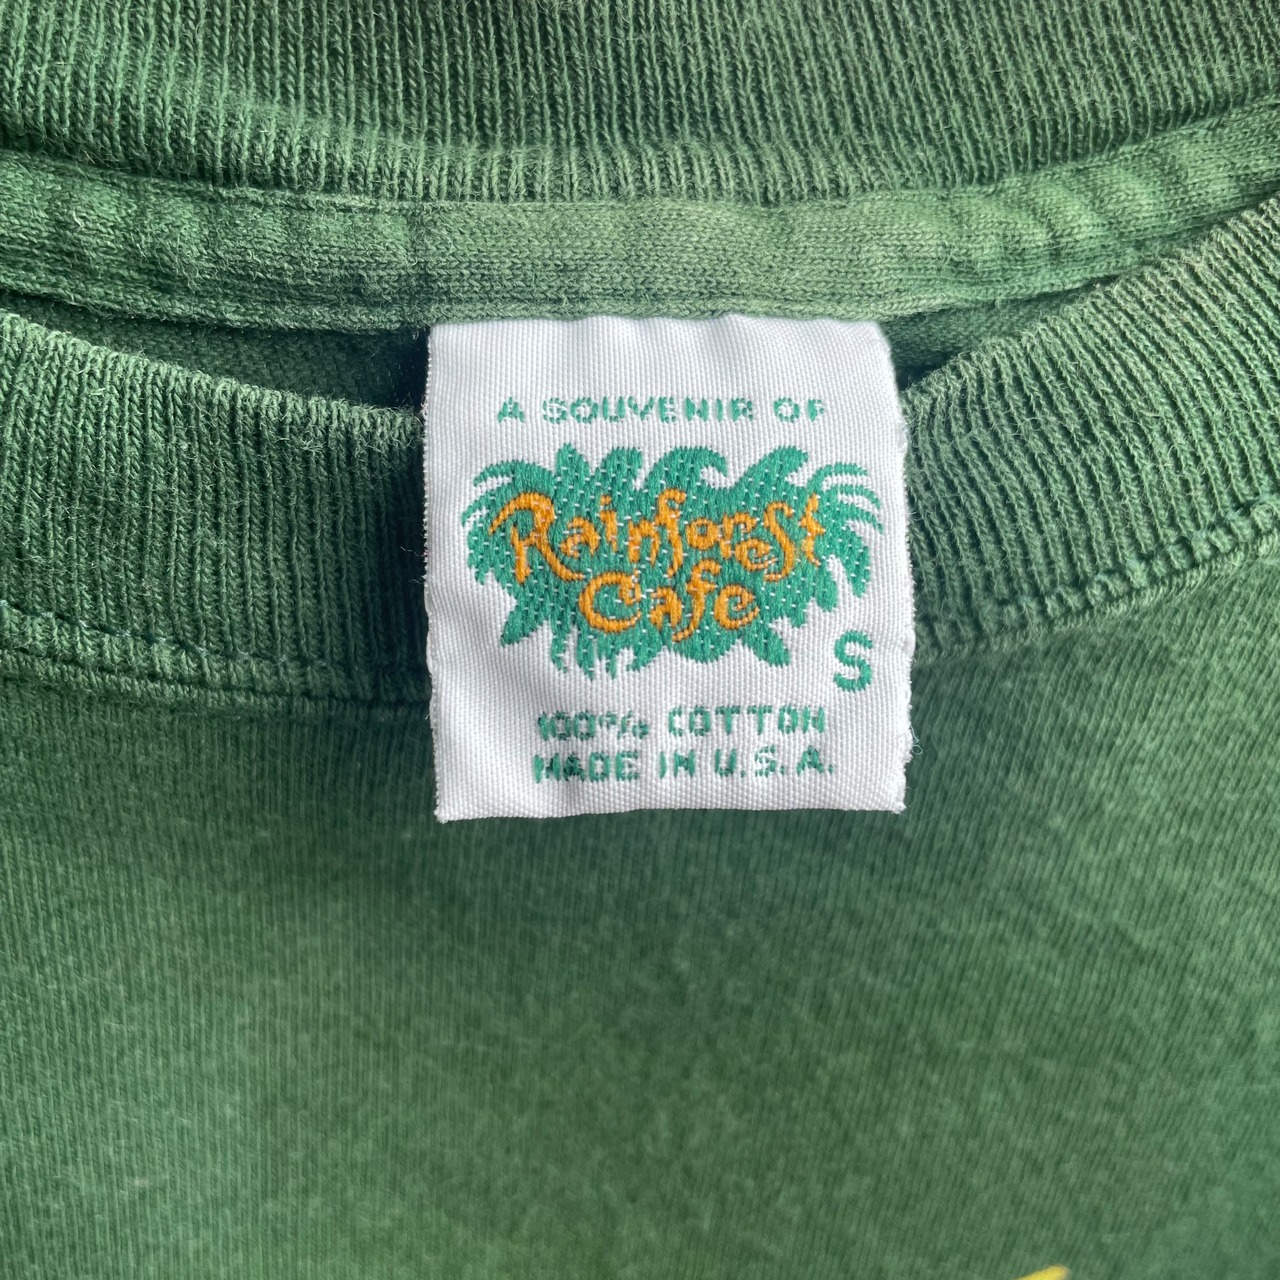 A SOUVENIR OF
Rainforest
Cafe
S
100% COTTON
MADE IN U.S.A.